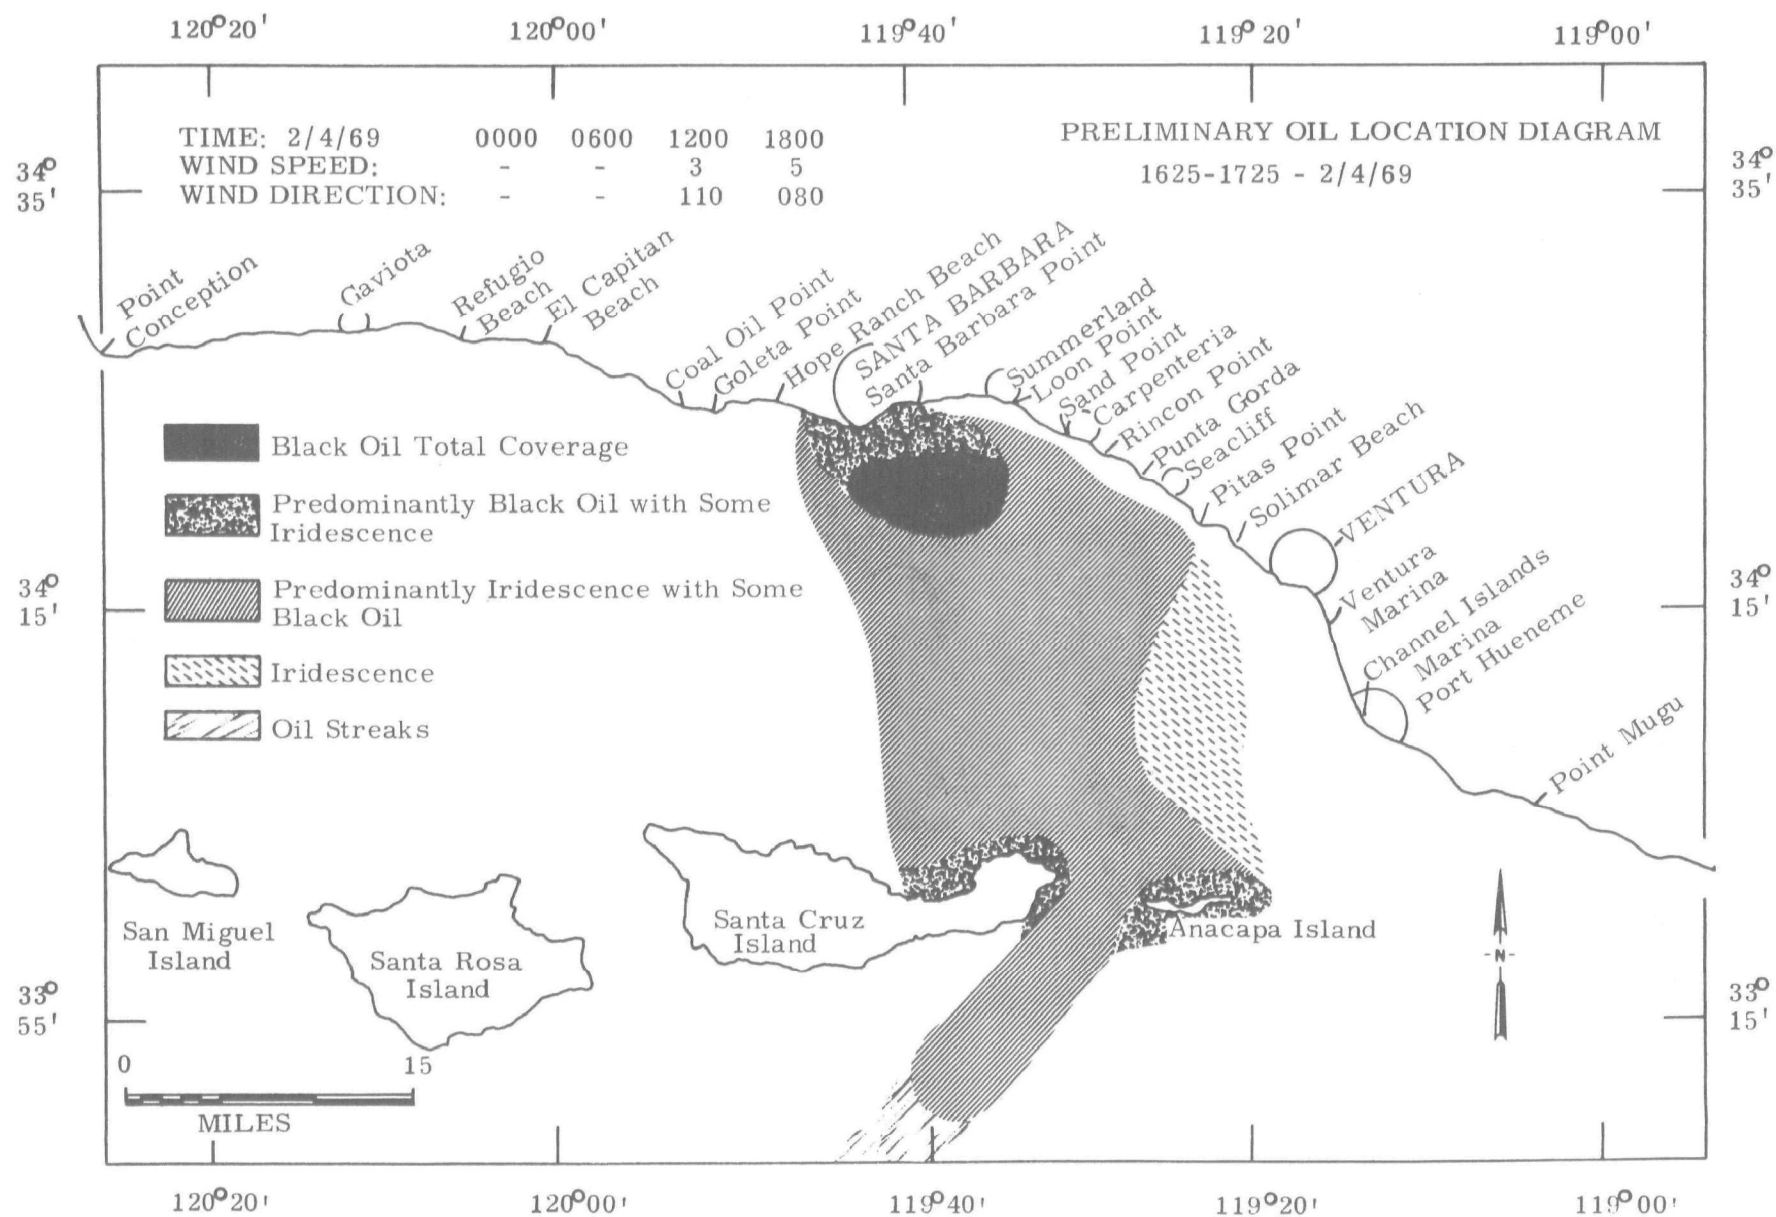 120° 20' 120° 00' 119° 40' 119° 20' 119° 00'
TIME: 2/4/69 0000 0600 1200 1800
WIND SPEED: - - 3 5
WIND DIRECTION: - - 110 080
PRELIMINARY OIL LOCATION DIAGRAM
1625-1725 - 2/4/69
34°
35'
34°
35'
Point
Conception
Gaviota
Refugio
Beach
El Capitan
Beach
Coal Oil Point
Goleta Point
Hope Ranch Beach
SANTA BARBARA
Santa Barbara Point
Summerland
Loon Point
Sand Point
Carpenteria
Rincon Point
Punta Gorda
Seacliff
Pitas Point
Solimar Beach
VENTURA
Ventura
Marina
Channel Islands
Marina
Port Hueneme
Point Mugu
Black Oil Total Coverage
Predominantly Black Oil with Some
Iridescence
Predominantly Iridescence with Some
Black Oil
Iridescence
Oil Streaks
34°
15'
34°
15'
San Miguel
Island
Santa Rosa
Island
Santa Cruz
Island
Anacapa Island
-N-
33°
55'
33°
15'
0 15
MILES
120° 20' 120° 00' 119° 40' 119° 20' 119° 00'